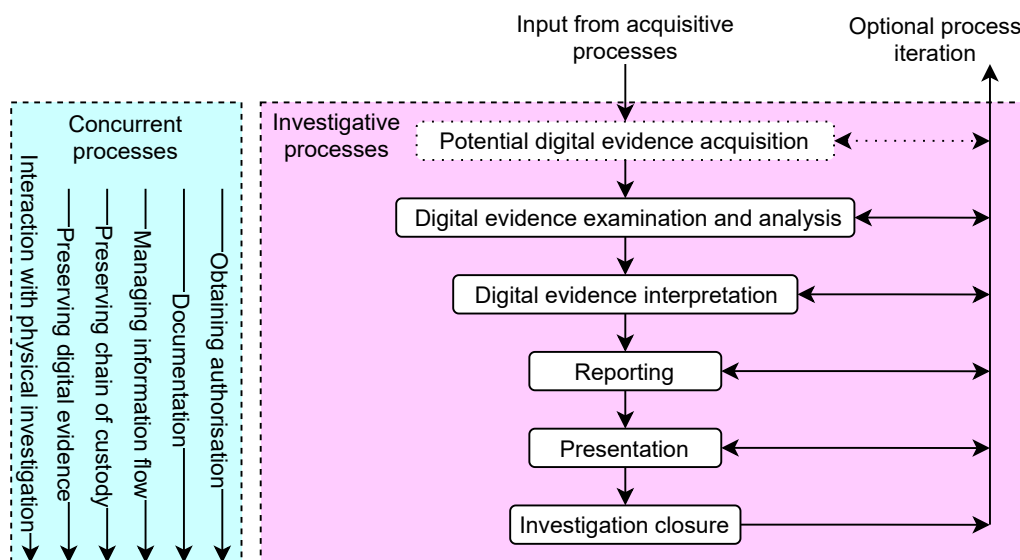 Input from acquisitive
processes
Optional process
iteration
Concurrent
processes
Interaction with physical investigation
Preserving digital evidence
Preserving chain of custody
Managing information flow
Documentation
Obtaining authorisation
Investigative
processes
Potential digital evidence acquisition
Digital evidence examination and analysis
Digital evidence interpretation
Reporting
Presentation
Investigation closure